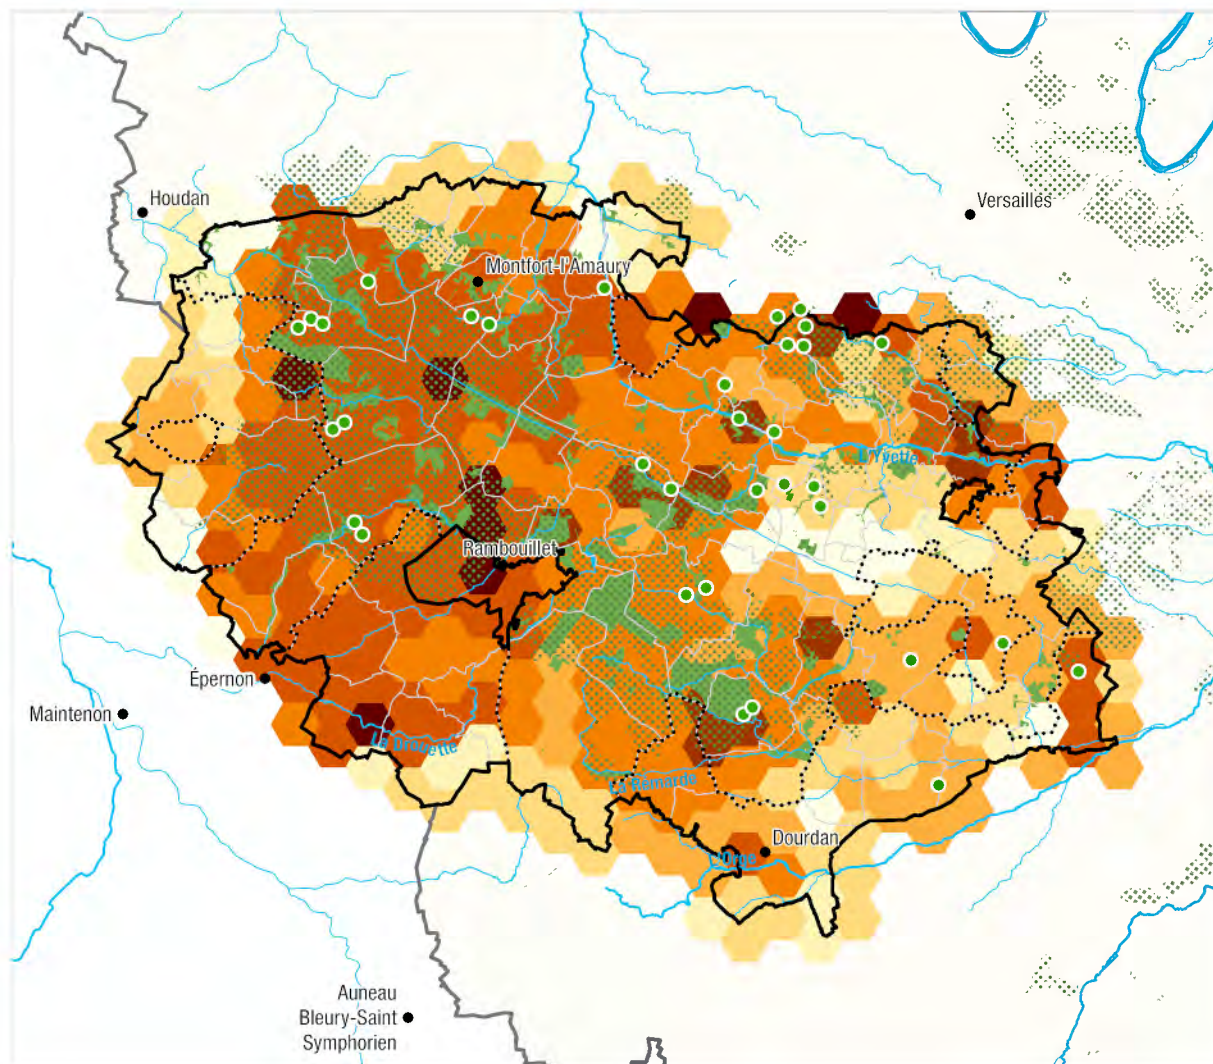 Houdan
Versailles
Montfort-l'Amaury
L'Yvette
Rambouillet
Épernon
Maintenon
La Drouette
La Rémarde
Dourdan
L'Orge
Auneau
Bleury-Saint
Symphorien